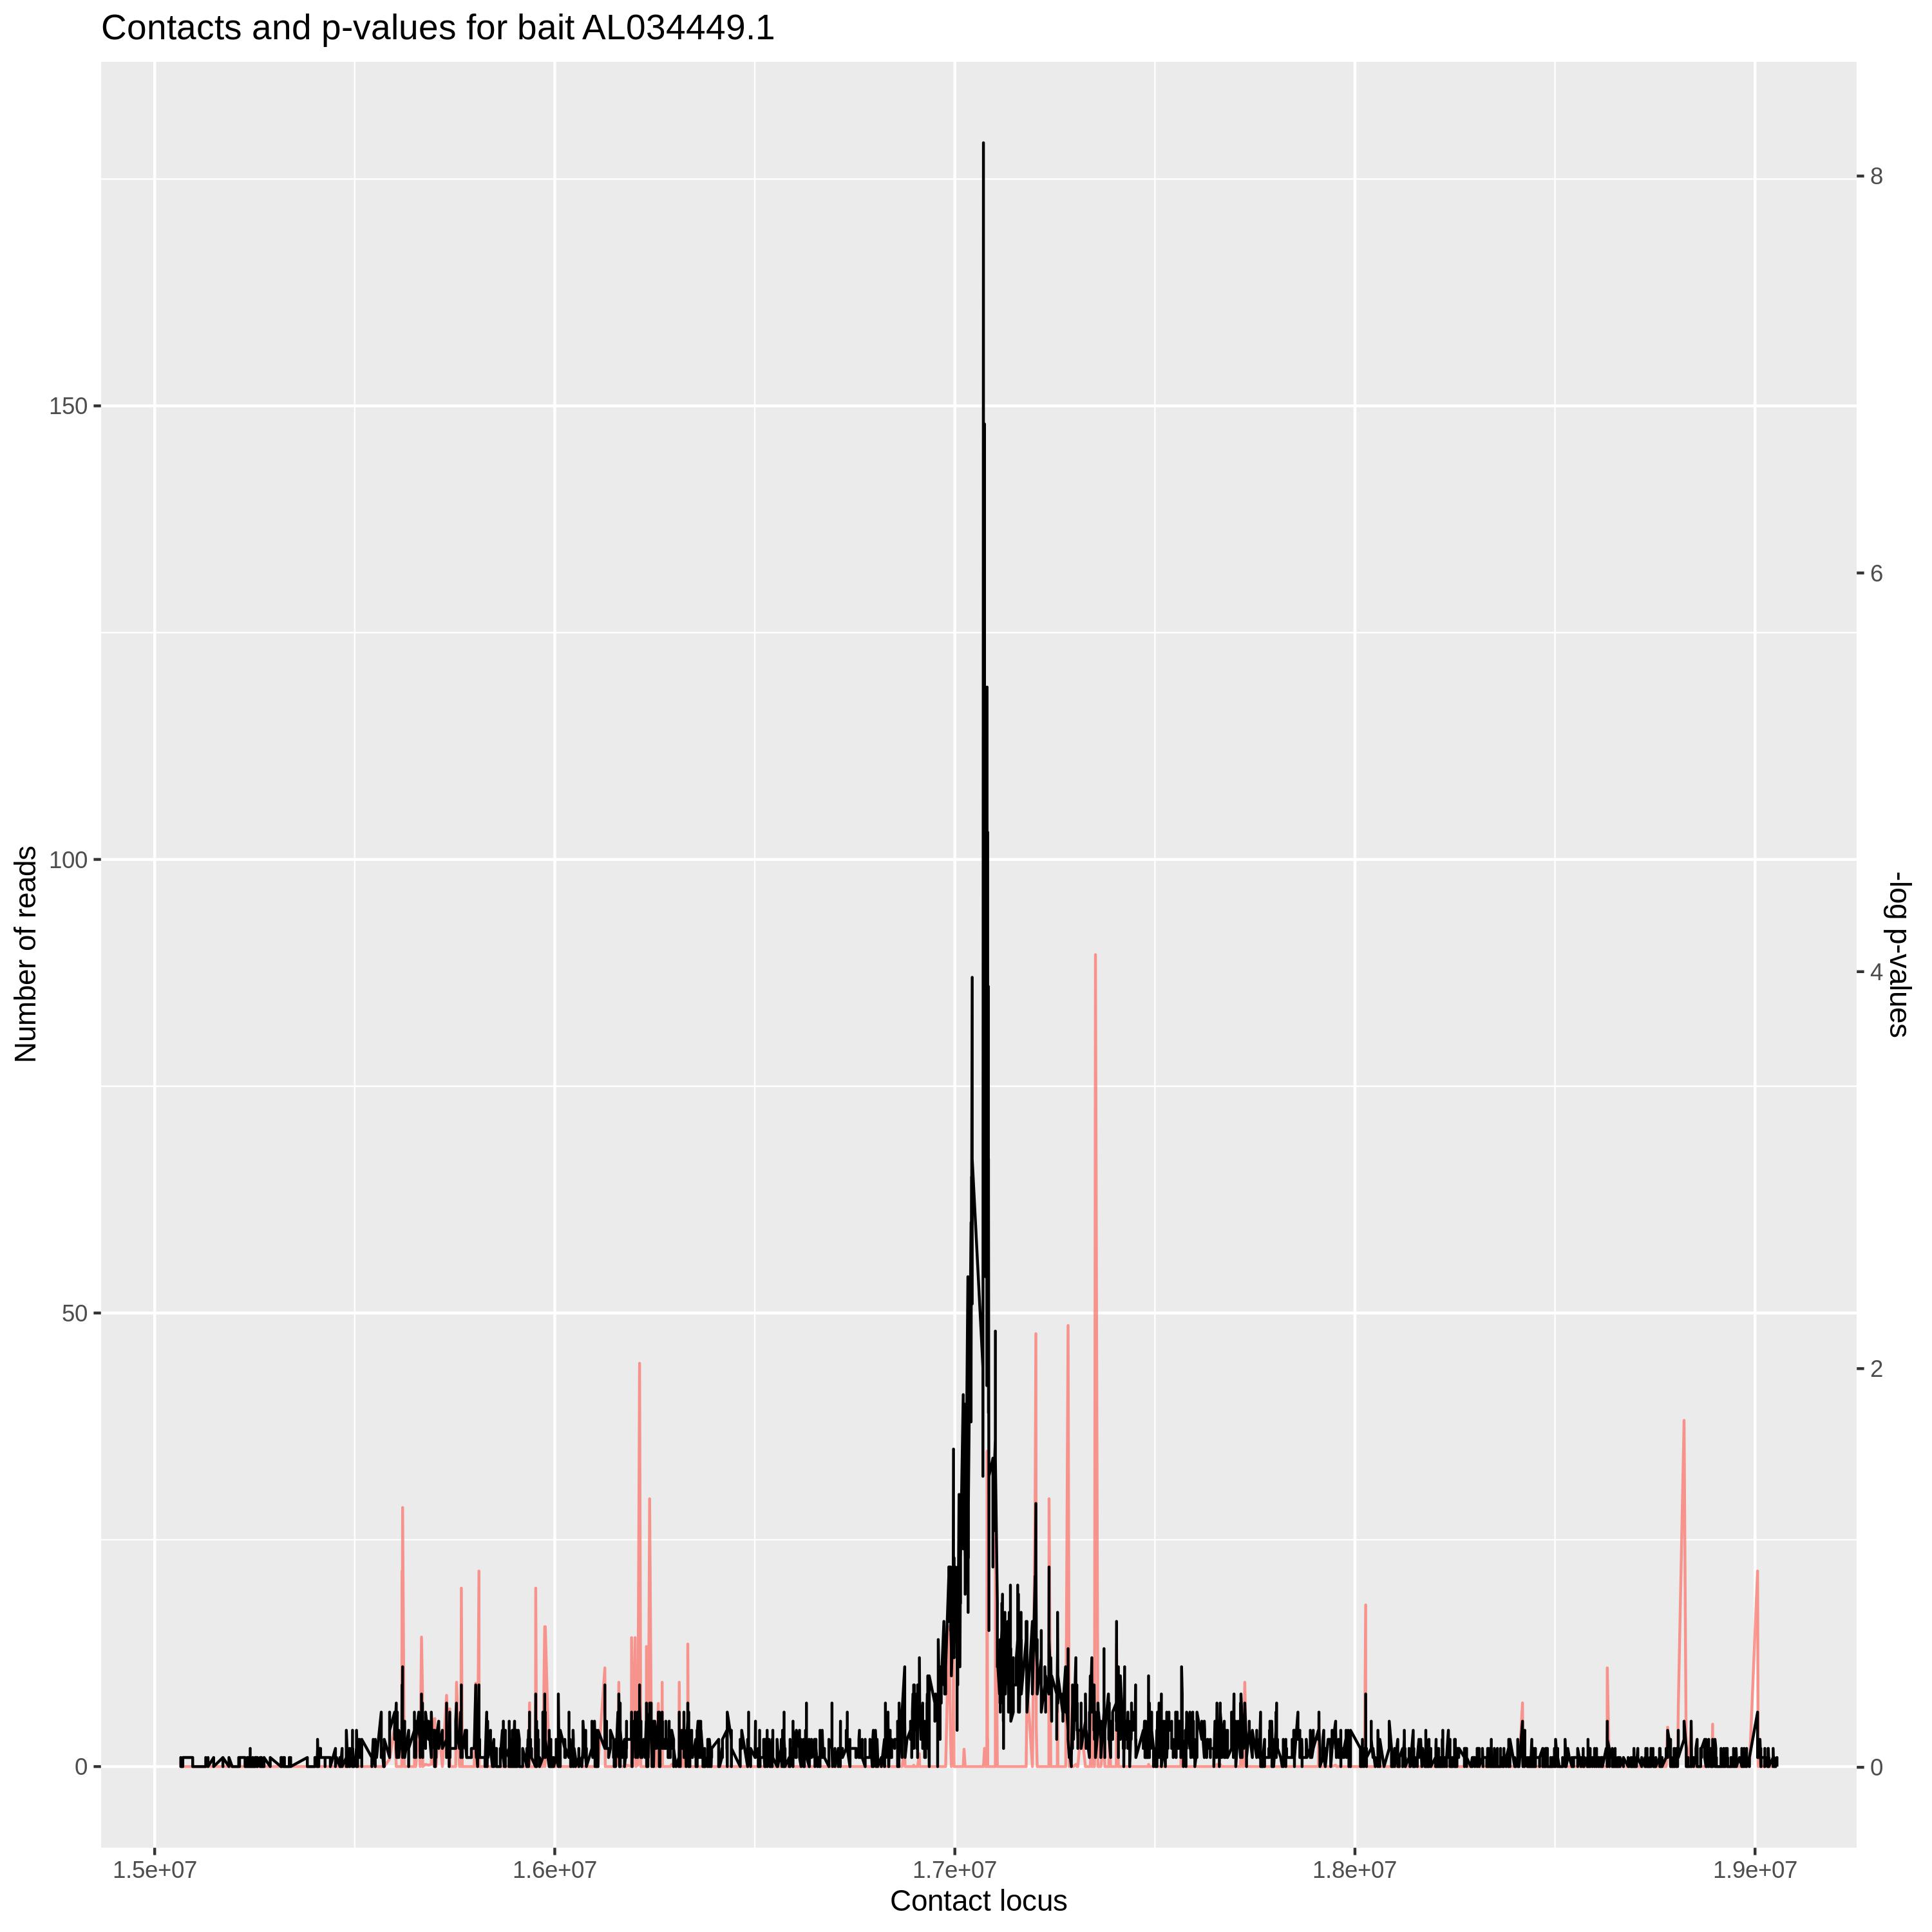 Contacts and p-values for bait AL034449.1
150
100
50
0
8
6
4
2
0
Number of reads
-log p-values
1.5e+07
1.6e+07
1.7e+07
1.8e+07
1.9e+07
Contact locus